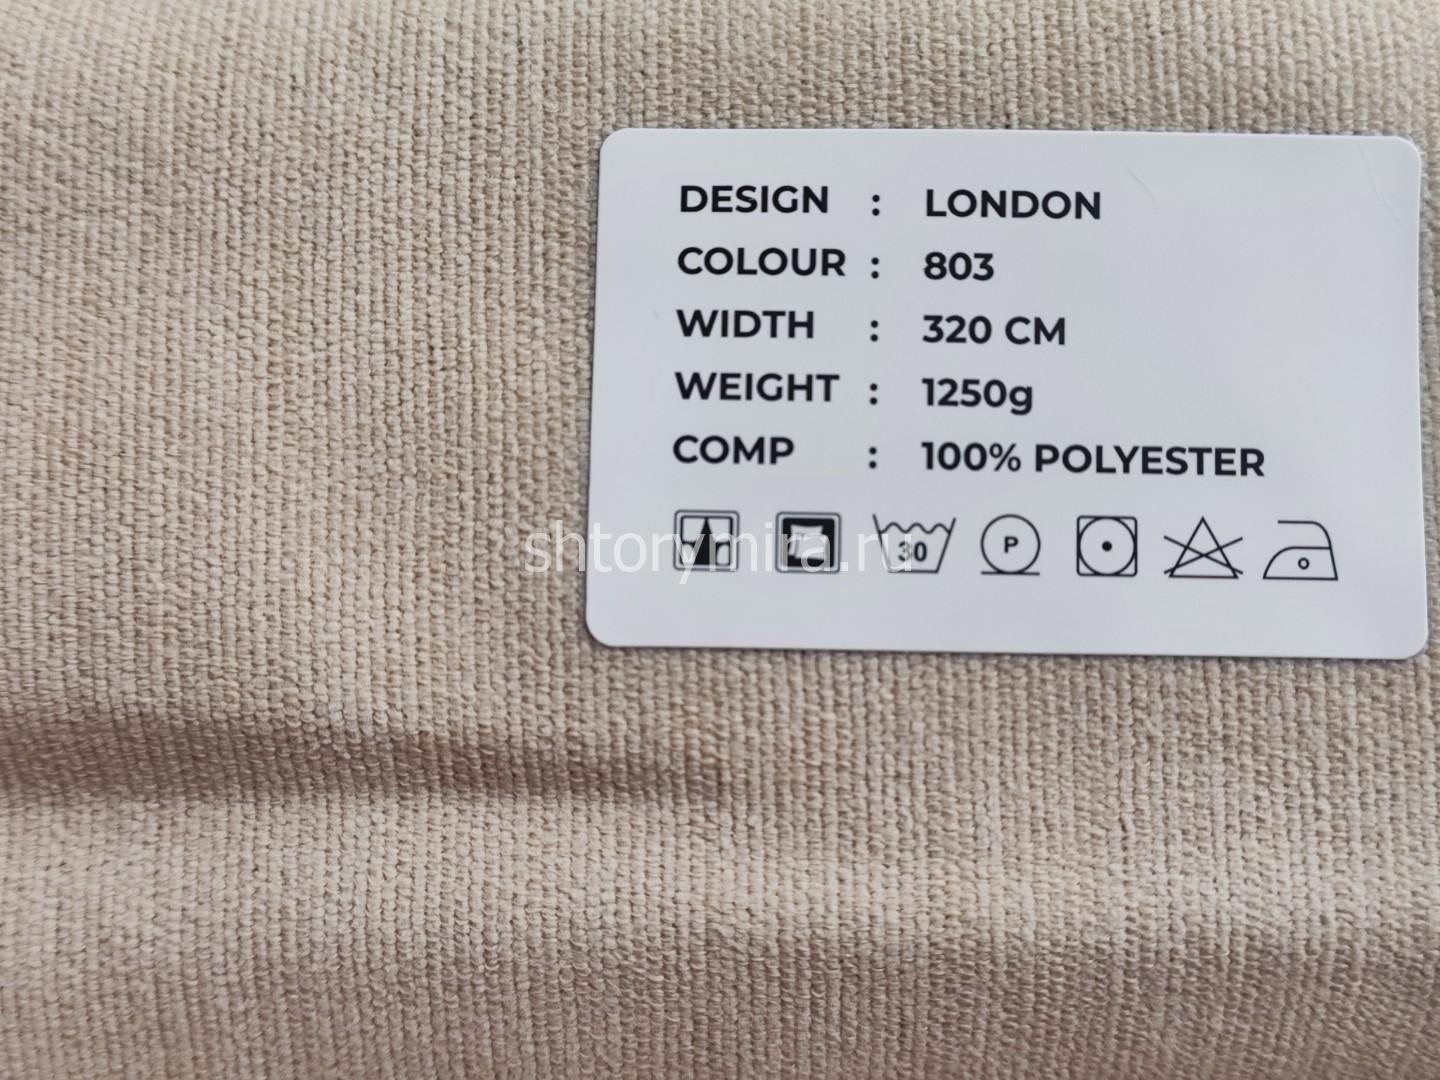 DESIGN : LONDON
COLOUR : 803
WIDTH : 320 CM
WEIGHT : 1250g
COMP : 100% POLYESTER
30 P
shtorymira.ru